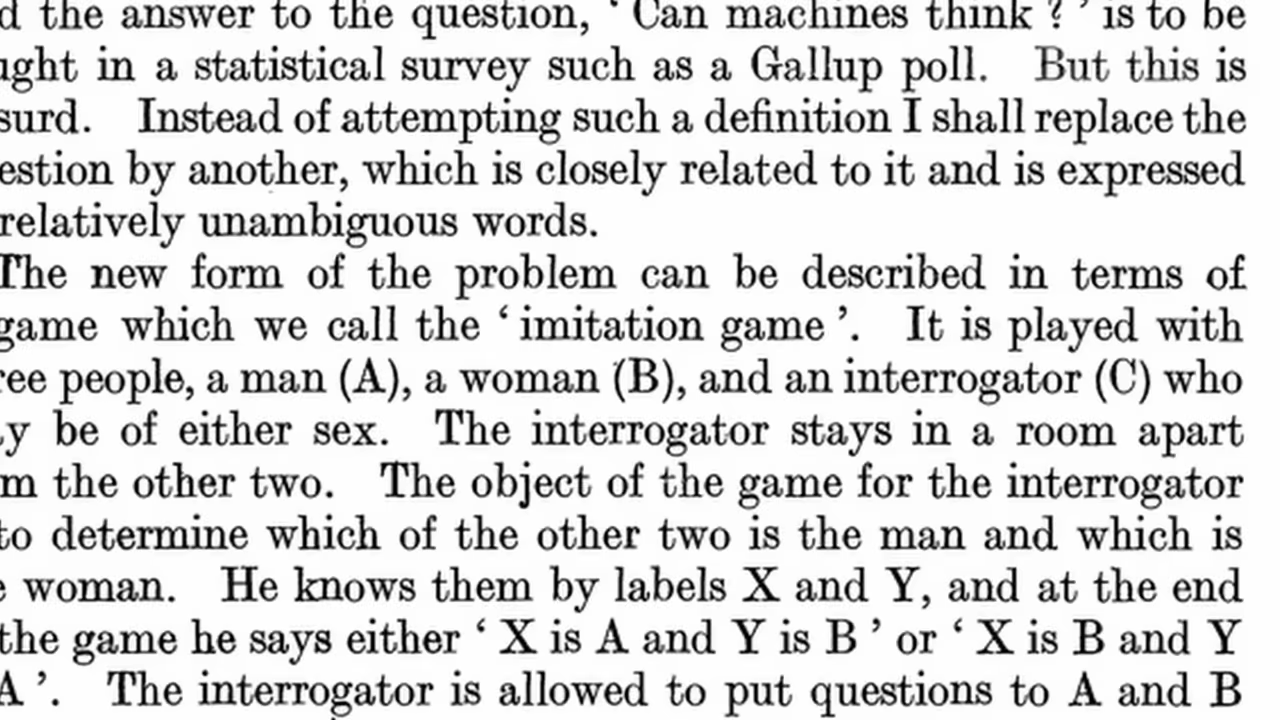 d the answer to the question, ‘ Can machines think ? ’ is to be
ught in a statistical survey such as a Gallup poll. But this is
surd. Instead of attempting such a definition I shall replace the
estion by another, which is closely related to it and is expressed
relatively unambiguous words.
The new form of the problem can be described in terms of
game which we call the ‘ imitation game ’. It is played with
ree people, a man (A), a woman (B), and an interrogator (C) who
y be of either sex. The interrogator stays in a room apart
m the other two. The object of the game for the interrogator
to determine which of the other two is the man and which is
e woman. He knows them by labels X and Y, and at the end
the game he says either ‘ X is A and Y is B ’ or ‘ X is B and Y
A ’. The interrogator is allowed to put questions to A and B